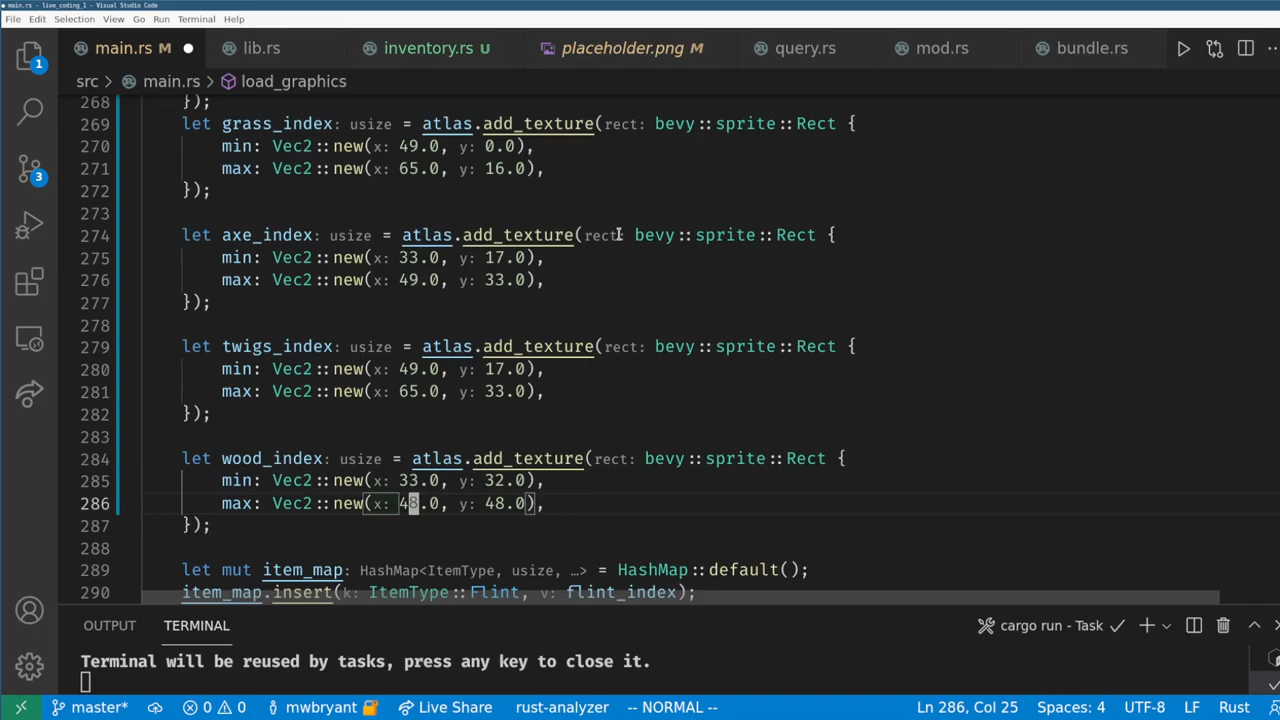 main.rs - live_coding_1 - Visual Studio Code
File Edit Selection View Go Run Terminal Help
main.rs M lib.rs inventory.rs U placeholder.png M query.rs mod.rs bundle.rs
src > main.rs > load_graphics
268 });
269 let grass_index: usize = atlas.add_texture(rect: bevy::sprite::Rect {
270 min: Vec2::new(x: 49.0, y: 0.0),
271 max: Vec2::new(x: 65.0, y: 16.0),
272 });
273
274 let axe_index: usize = atlas.add_texture(rect: bevy::sprite::Rect {
275 min: Vec2::new(x: 33.0, y: 17.0),
276 max: Vec2::new(x: 49.0, y: 33.0),
277 });
278
279 let twigs_index: usize = atlas.add_texture(rect: bevy::sprite::Rect {
280 min: Vec2::new(x: 49.0, y: 17.0),
281 max: Vec2::new(x: 65.0, y: 33.0),
282 });
283
284 let wood_index: usize = atlas.add_texture(rect: bevy::sprite::Rect {
285 min: Vec2::new(x: 33.0, y: 32.0),
286 max: Vec2::new(x: 48.0, y: 48.0),
287 });
288
289 let mut item_map: HashMap<ItemType, usize, …> = HashMap::default();
290 item_map.insert(k: ItemType::Flint, v: flint_index);
OUTPUT TERMINAL cargo run - Task
Terminal will be reused by tasks, press any key to close it.
master* 0 0 mwbryant Live Share rust-analyzer -- NORMAL -- Ln 286, Col 25 Spaces: 4 UTF-8 LF Rust
1
3